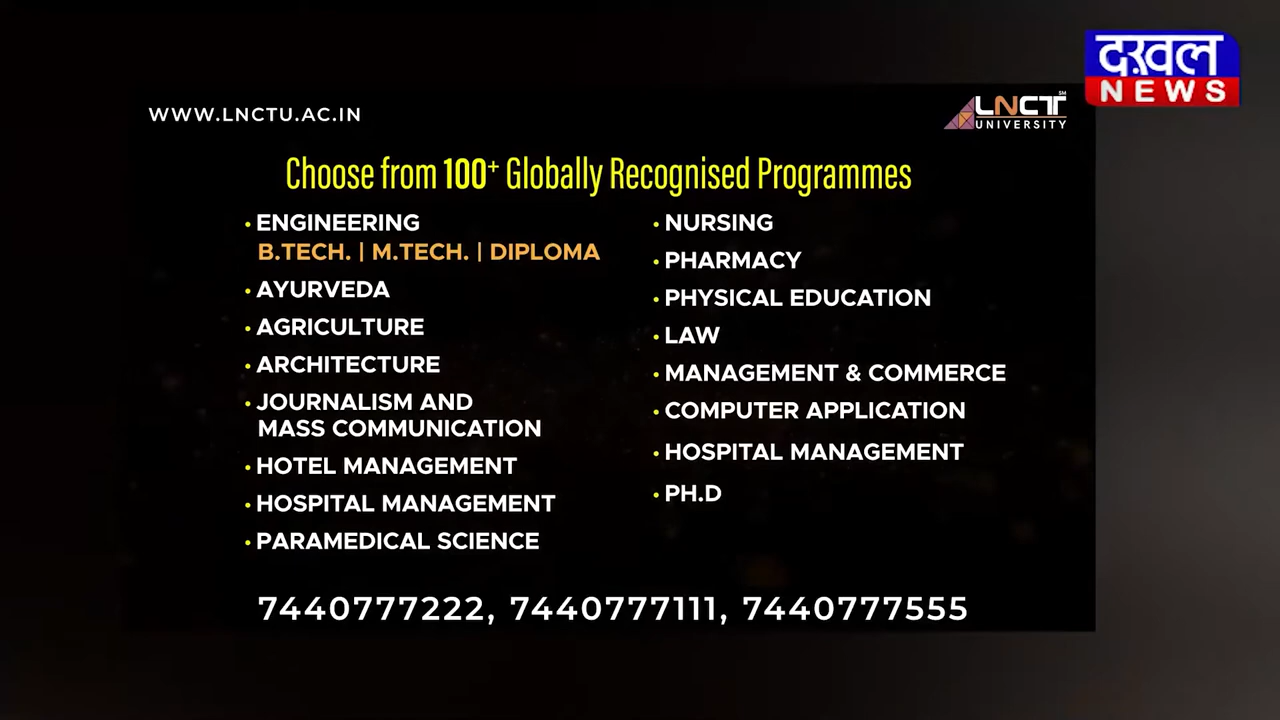 दख़ल
NEWS
WWW.LNCTU.AC.IN
LNCT SM
UNIVERSITY
Choose from 100+ Globally Recognised Programmes
• ENGINEERING
B.TECH. | M.TECH. | DIPLOMA
• AYURVEDA
• AGRICULTURE
• ARCHITECTURE
• JOURNALISM AND
MASS COMMUNICATION
• HOTEL MANAGEMENT
• HOSPITAL MANAGEMENT
• PARAMEDICAL SCIENCE
• NURSING
• PHARMACY
• PHYSICAL EDUCATION
• LAW
• MANAGEMENT & COMMERCE
• COMPUTER APPLICATION
• HOSPITAL MANAGEMENT
• PH.D
7440777222, 7440777111, 7440777555